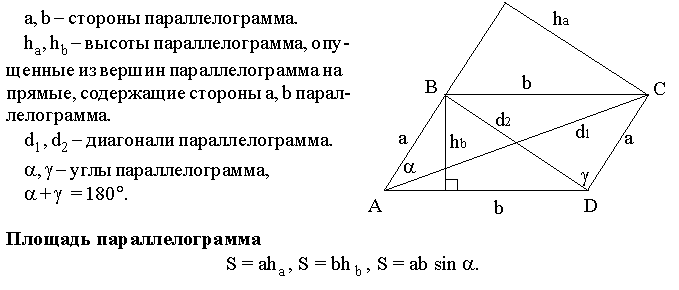 a, b – стороны параллелограмма.
hₐ, h_b – высоты параллелограмма, опу-
щенные из вершин параллелограмма на
прямые, содержащие стороны a, b парал-
лелограмма.
d₁, d₂ – диагонали параллелограмма.
α, γ – углы параллелограмма,
α + γ = 180°.
hₐ
B
b
C
a
h_b
d₂
d₁
a
α
γ
A
b
D
Площадь параллелограмма
S = ahₐ, S = bh_b, S = ab sin α.